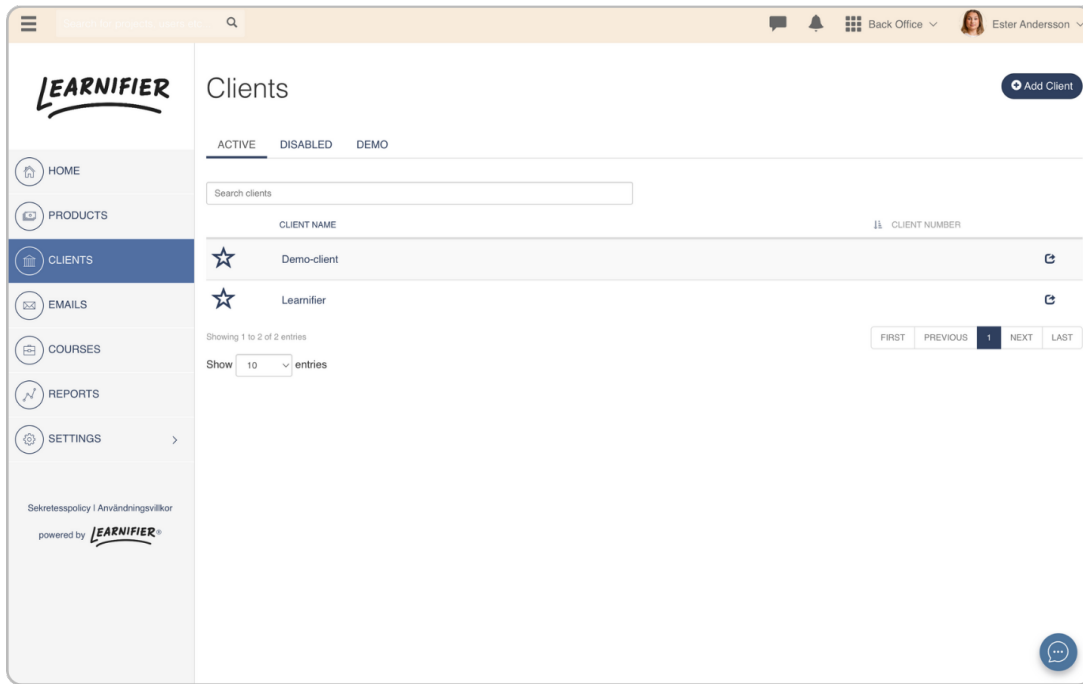 Back Office
Ester Andersson
LEARNIFIER
Clients
Add Client
ACTIVE DISABLED DEMO
HOME
PRODUCTS
CLIENTS
EMAILS
COURSES
REPORTS
SETTINGS
Search clients
CLIENT NAME CLIENT NUMBER
Demo-client
Learnifier
Showing 1 to 2 of 2 entries
FIRST PREVIOUS 1 NEXT LAST
Show 10 entries
Sekretesspolicy | Användningsvillkor
powered by LEARNIFIER®